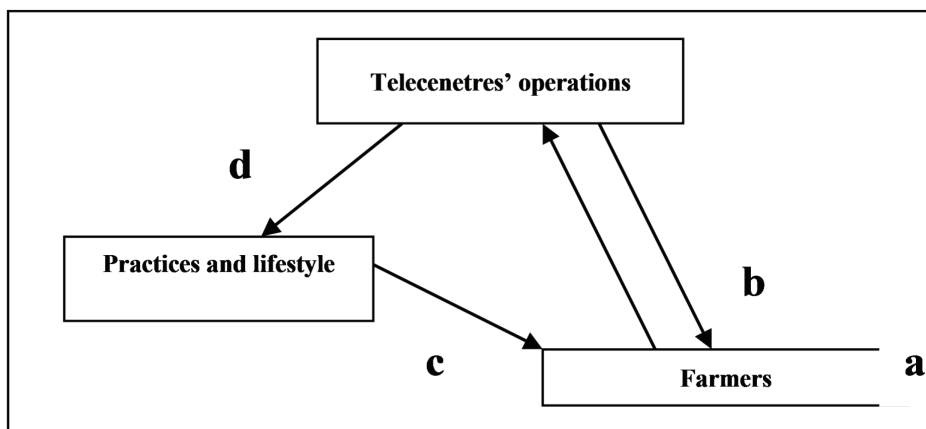 Telecenetres’ operations
d
Practices and lifestyle
b
c
Farmers
a